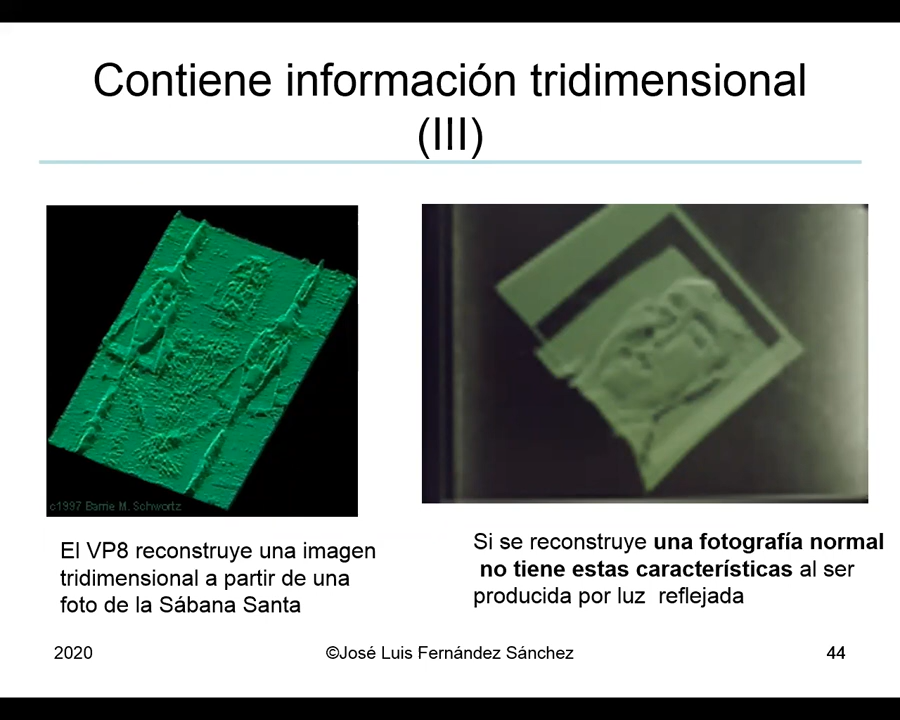 Contiene información tridimensional
(III)
c1997 Barrie M. Schwortz
El VP8 reconstruye una imagen
tridimensional a partir de una
foto de la Sábana Santa
Si se reconstruye una fotografía normal
no tiene estas características al ser
producida por luz reflejada
2020
©José Luis Fernández Sánchez
44